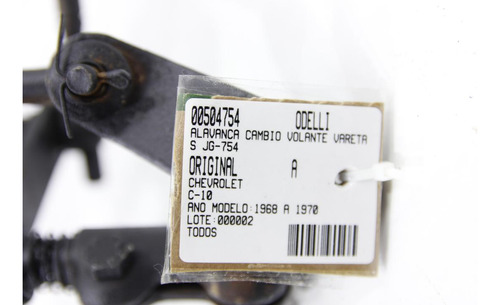 00504754 ODELLI
ALAVANCA CAMBIO VOLANTE VARETA
S JG-754
ORIGINAL A
CHEVROLET
C-10
ANO MODELO:1968 A 1970
LOTE:000002
TODOS